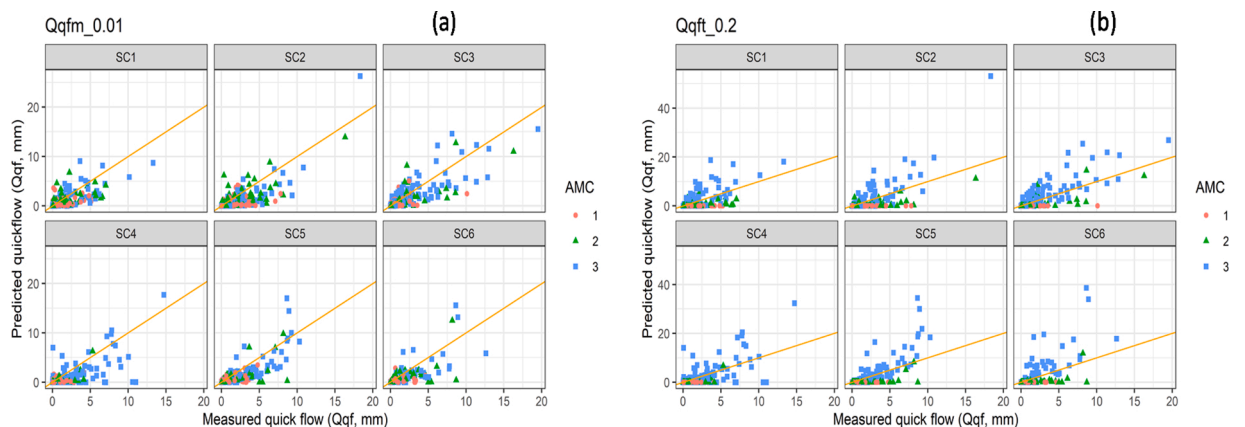 Qqfm_0.01
(a)
SC1 SC2 SC3
20
10
0
SC4 SC5 SC6
20
10
0
0 5 10 15 20 0 5 10 15 20 0 5 10 15 20
Predicted quickflow (Qqf, mm)
Measured quick flow (Qqf, mm)
AMC
1
2
3
Qqft_0.2
(b)
SC1 SC2 SC3
40
20
0
SC4 SC5 SC6
40
20
0
0 5 10 15 20 0 5 10 15 20 0 5 10 15 20
Predicted quickflow (Qqf, mm)
Measured quick flow (Qqf, mm)
AMC
1
2
3